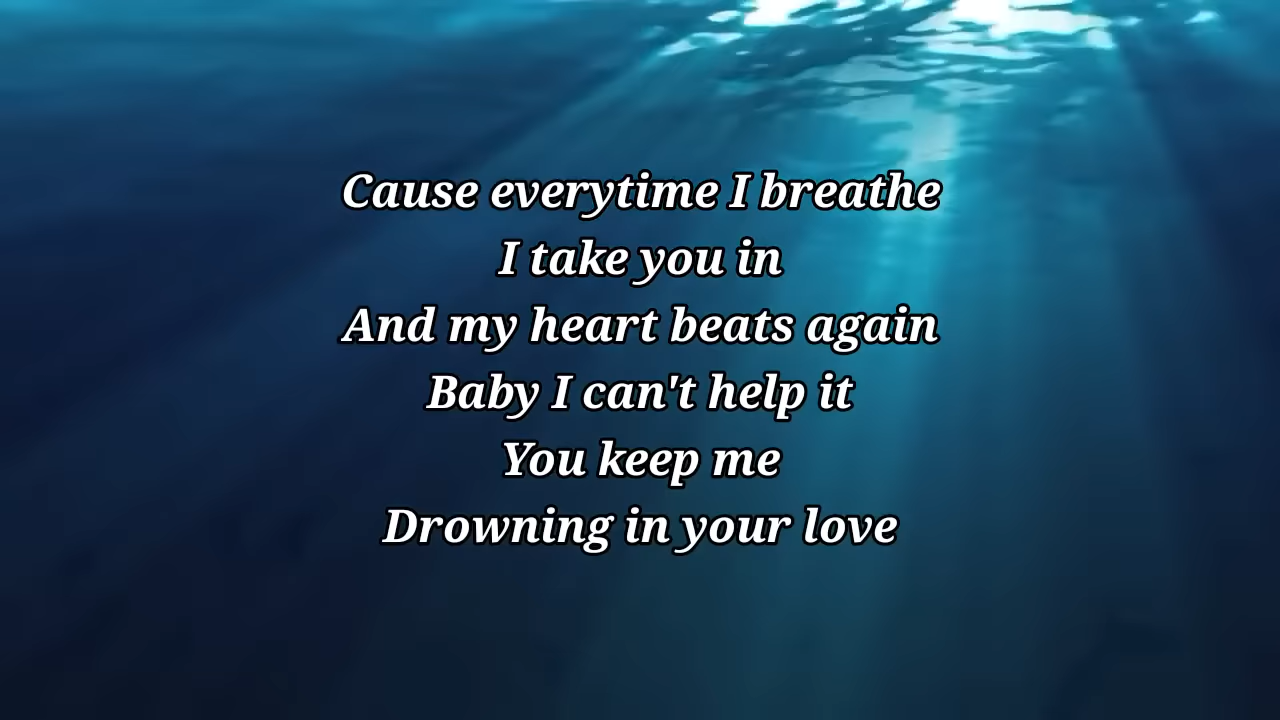 Cause everytime I breathe
I take you in
And my heart beats again
Baby I can't help it
You keep me
Drowning in your love